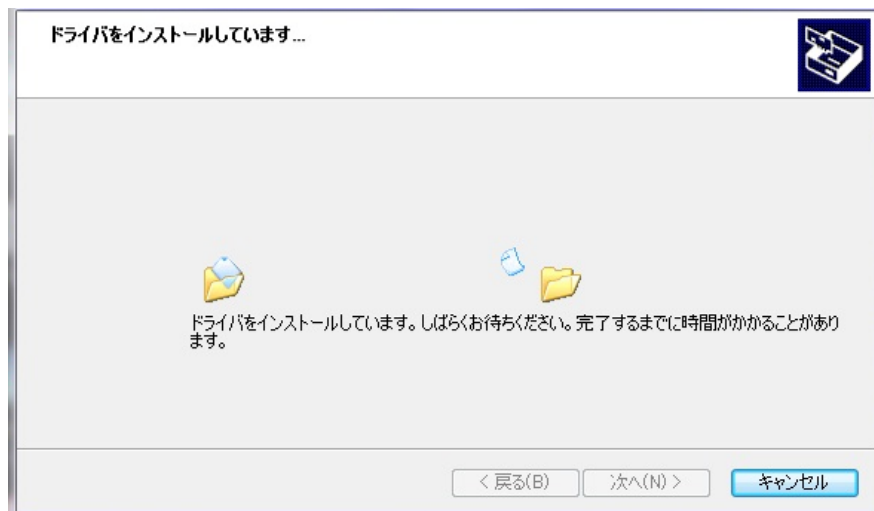 ドライバをインストールしています...
ドライバをインストールしています。しばらくお待ちください。完了するまでに時間がかかることがあり
ます。
< 戻る(B)
次へ(N) >
キャンセル